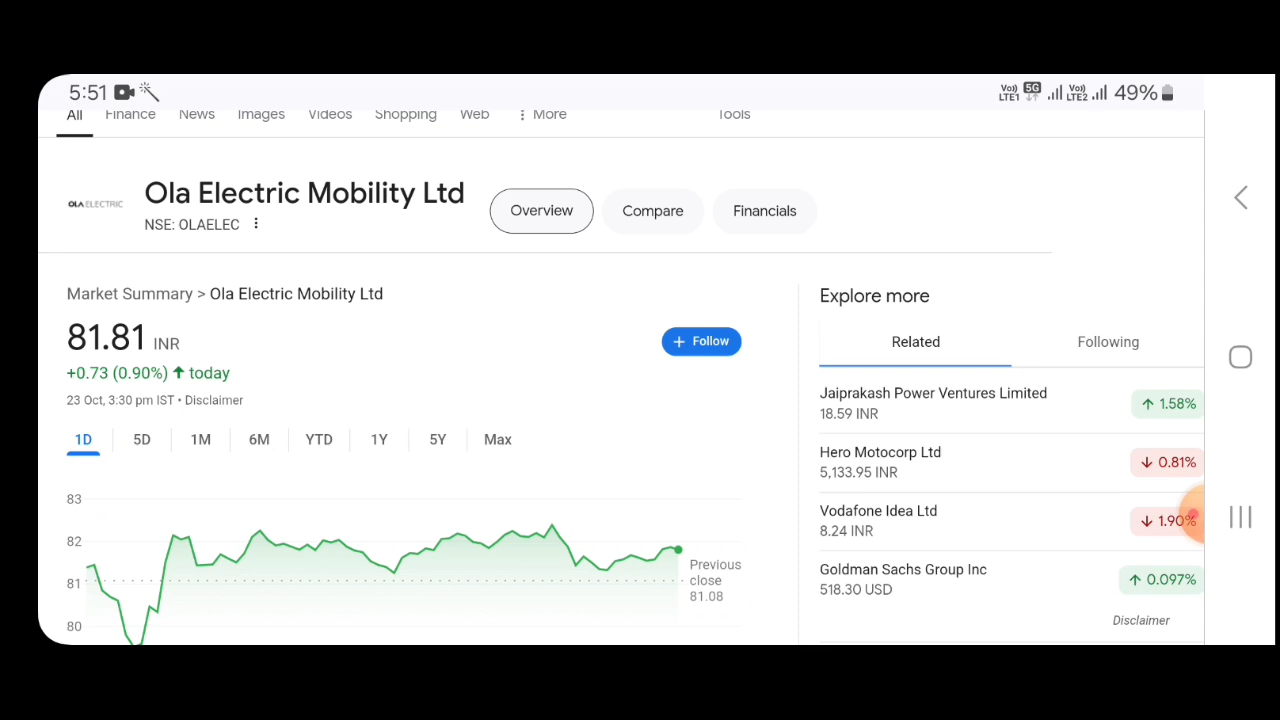 5:51
Vo)) LTE1 5G Vo)) LTE2 49%
All Finance News Images Videos Shopping Web More Tools
OLA ELECTRIC
Ola Electric Mobility Ltd
NSE: OLAELEC
Overview Compare Financials
Market Summary > Ola Electric Mobility Ltd
81.81 INR
+ Follow
+0.73 (0.90%) ↑ today
23 Oct, 3:30 pm IST • Disclaimer
1D 5D 1M 6M YTD 1Y 5Y Max
83
82
81
80
Previous
close
81.08
Explore more
Related Following
Jaiprakash Power Ventures Limited
18.59 INR
↑ 1.58%
Hero Motocorp Ltd
5,133.95 INR
↓ 0.81%
Vodafone Idea Ltd
8.24 INR
↓ 1.90%
Goldman Sachs Group Inc
518.30 USD
↑ 0.097%
Disclaimer